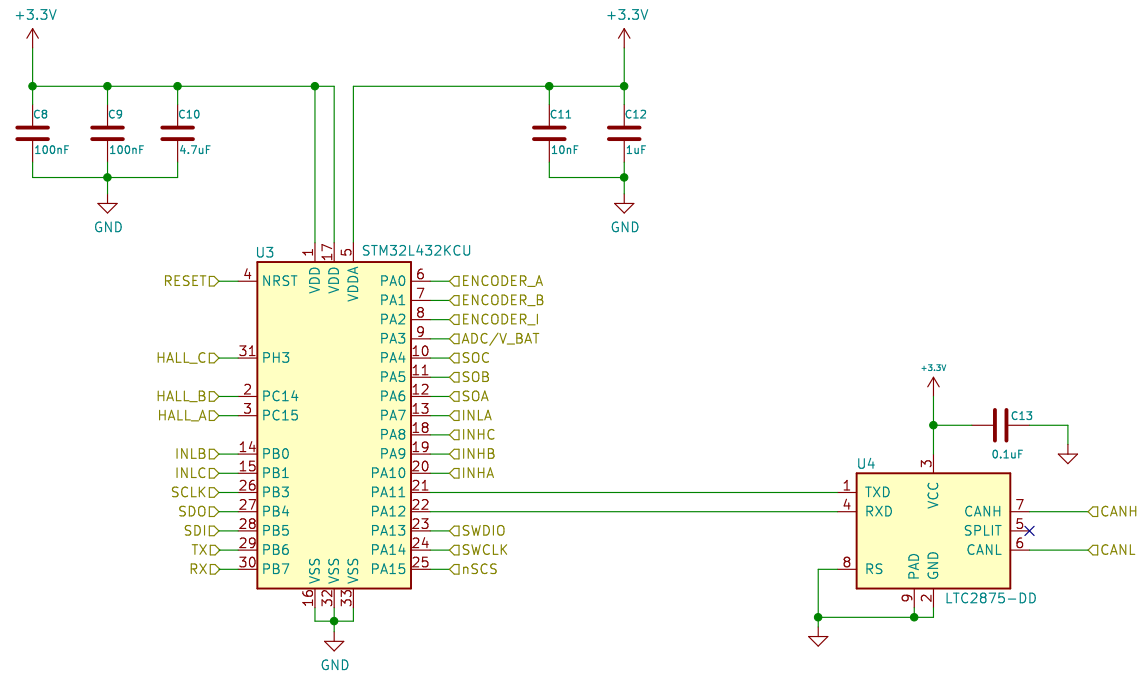 +3.3V
+3.3V
C8
100nF
C9
100nF
C10
4.7uF
C11
10nF
C12
1uF
GND
GND
U3
STM32L432KCU
1
17
5
VDD
VDD
VDDA
RESET 4 NRST
HALL_C 31 PH3
HALL_B 2 PC14
HALL_A 3 PC15
INLB 14 PB0
INLC 15 PB1
SCLK 26 PB3
SDO 27 PB4
SDI 28 PB5
TX 29 PB6
RX 30 PB7
PA0 6 ENCODER_A
PA1 7 ENCODER_B
PA2 8 ENCODER_I
PA3 9 ADC/V_BAT
PA4 10 SOC
PA5 11 SOB
PA6 12 SOA
PA7 13 INLA
PA8 18 INHC
PA9 19 INHB
PA10 20 INHA
PA11 21
PA12 22
PA13 23 SWDIO
PA14 24 SWCLK
PA15 25 nSCS
VSS
VSS
VSS
16
32
33
GND
+3.3V
C13
0.1uF
U4
3
VCC
1 TXD
4 RXD
8 RS
CANH 7 CANH
SPLIT 5
CANL 6 CANL
PAD
GND
9
2
LTC2875-DD